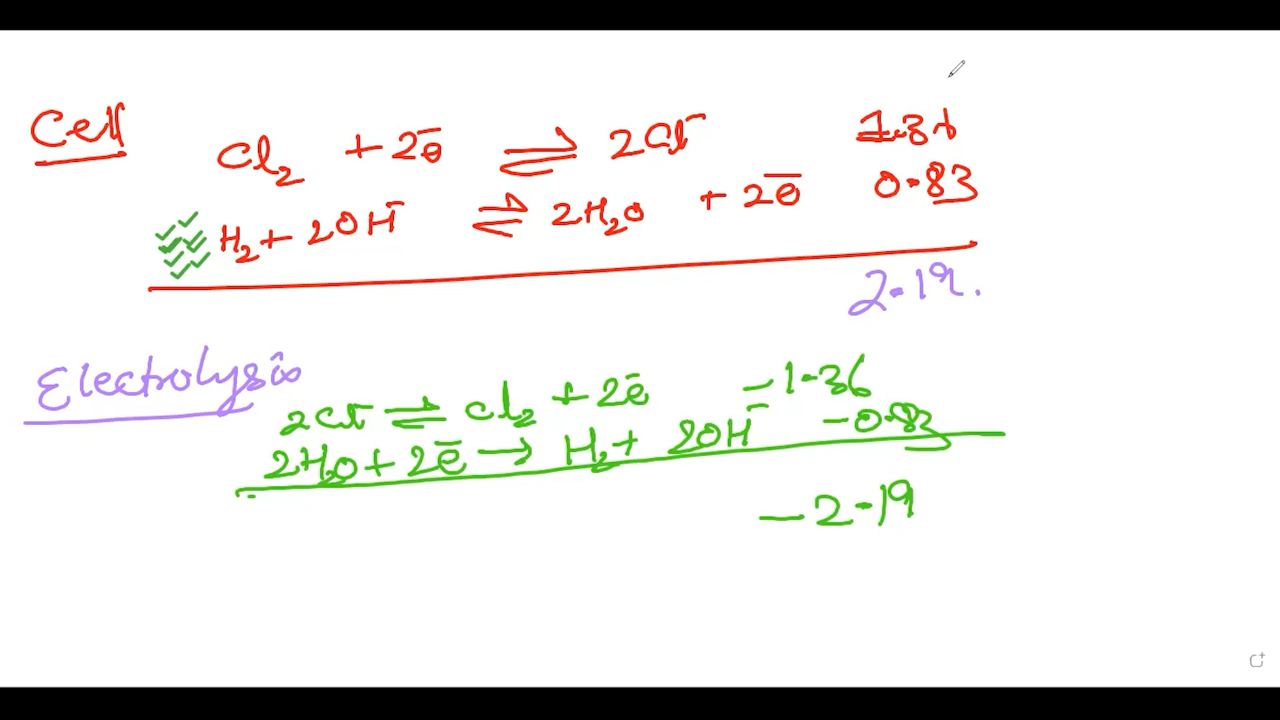 Cell
Cl₂ + 2e̅ ⇌ 2Cl⁻ 1.36
H₂ + 2OH⁻ ⇌ 2H₂O + 2e̅ 0.83
2.19.
Electrolysis
2Cl⁻ ⇌ Cl₂ + 2e̅ -1.36
2H₂O + 2e̅ → H₂ + 2OH⁻ -0.83
-2.19